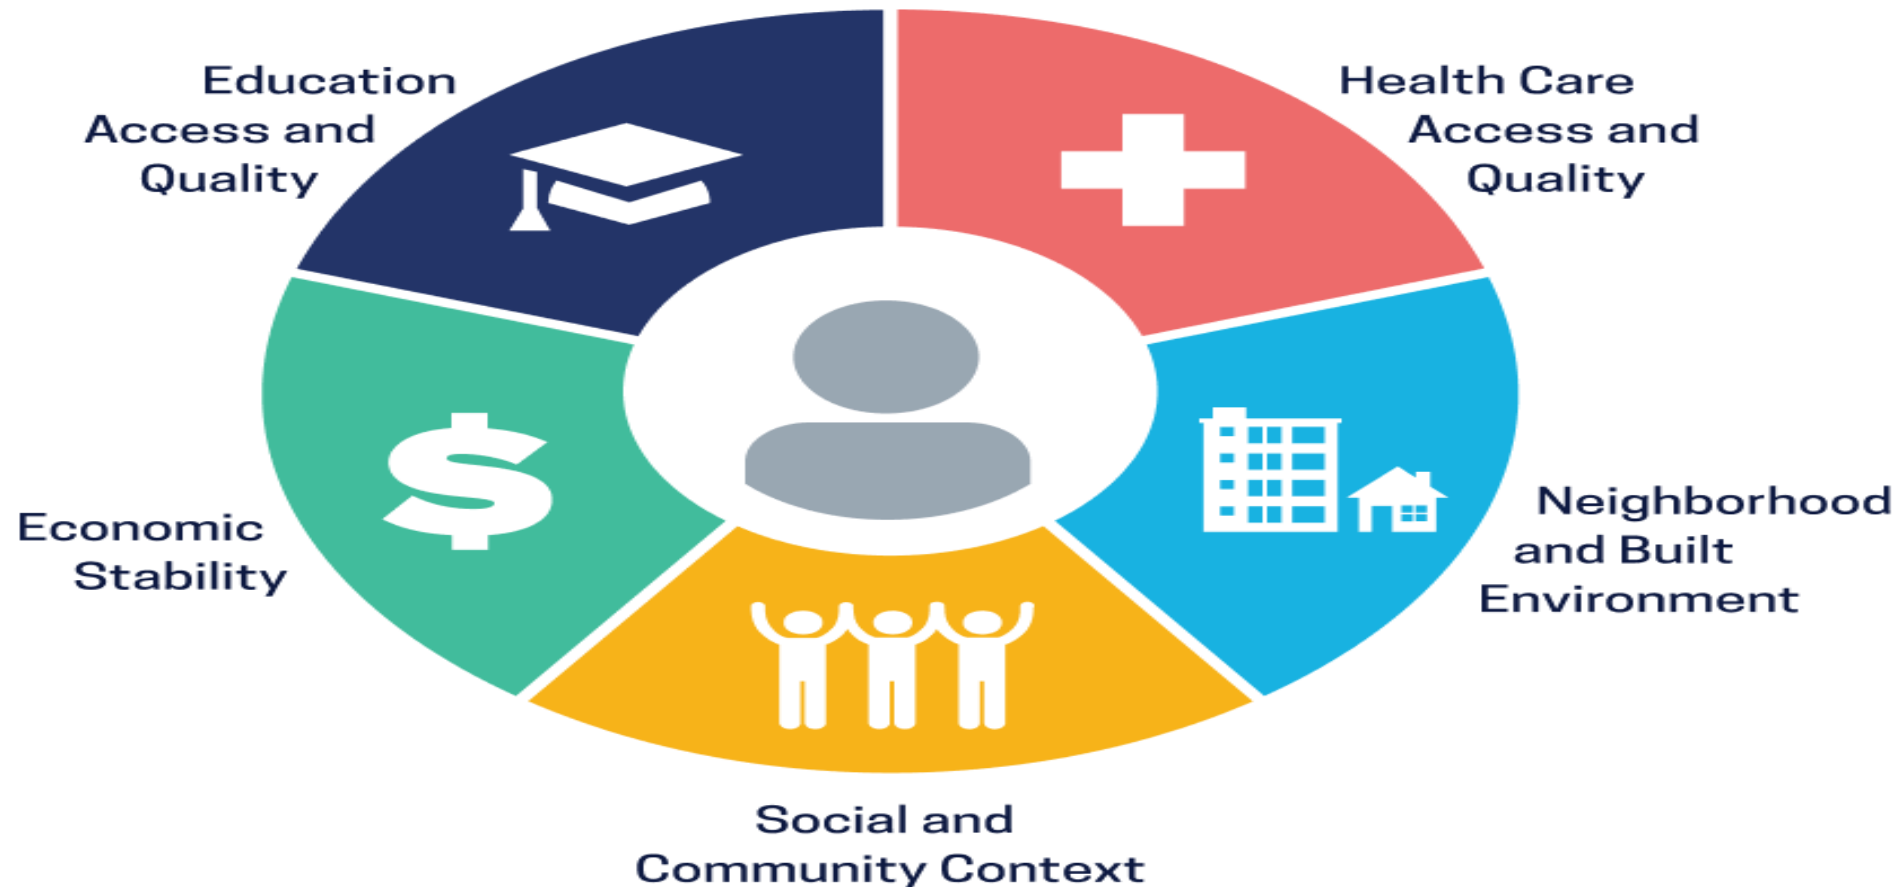 Education
Access and
Quality
Health Care
Access and
Quality
Economic
Stability
Neighborhood
and Built
Environment
Social and
Community Context